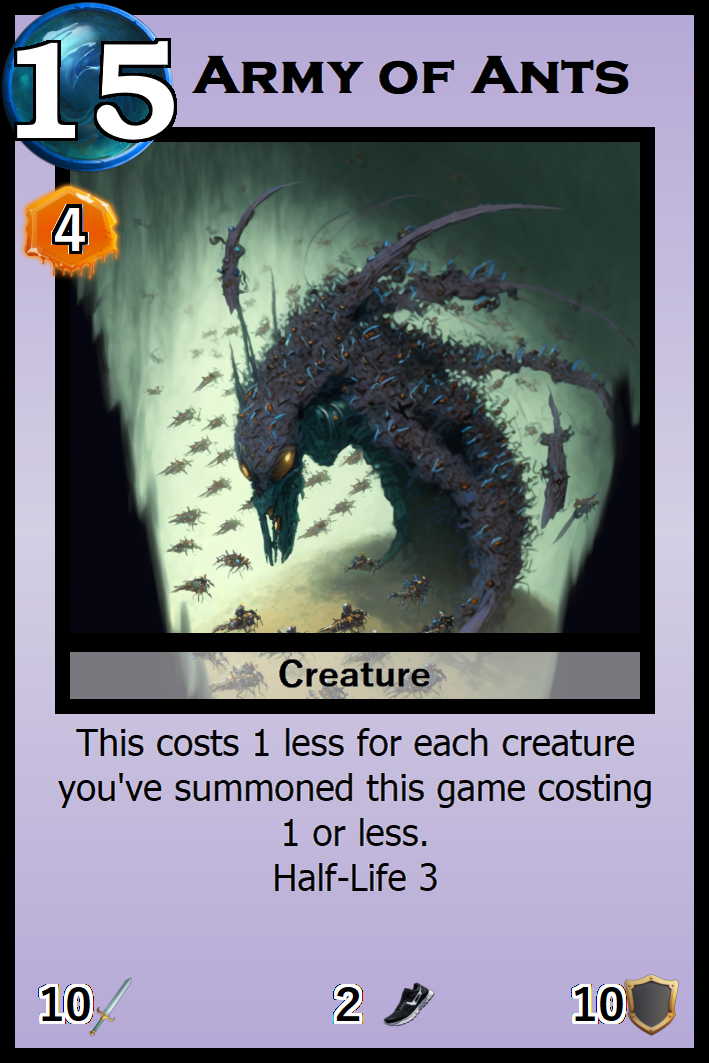 15
Army of Ants
4
Creature
This costs 1 less for each creature
you've summoned this game costing
1 or less.
Half-Life 3
10
2
10